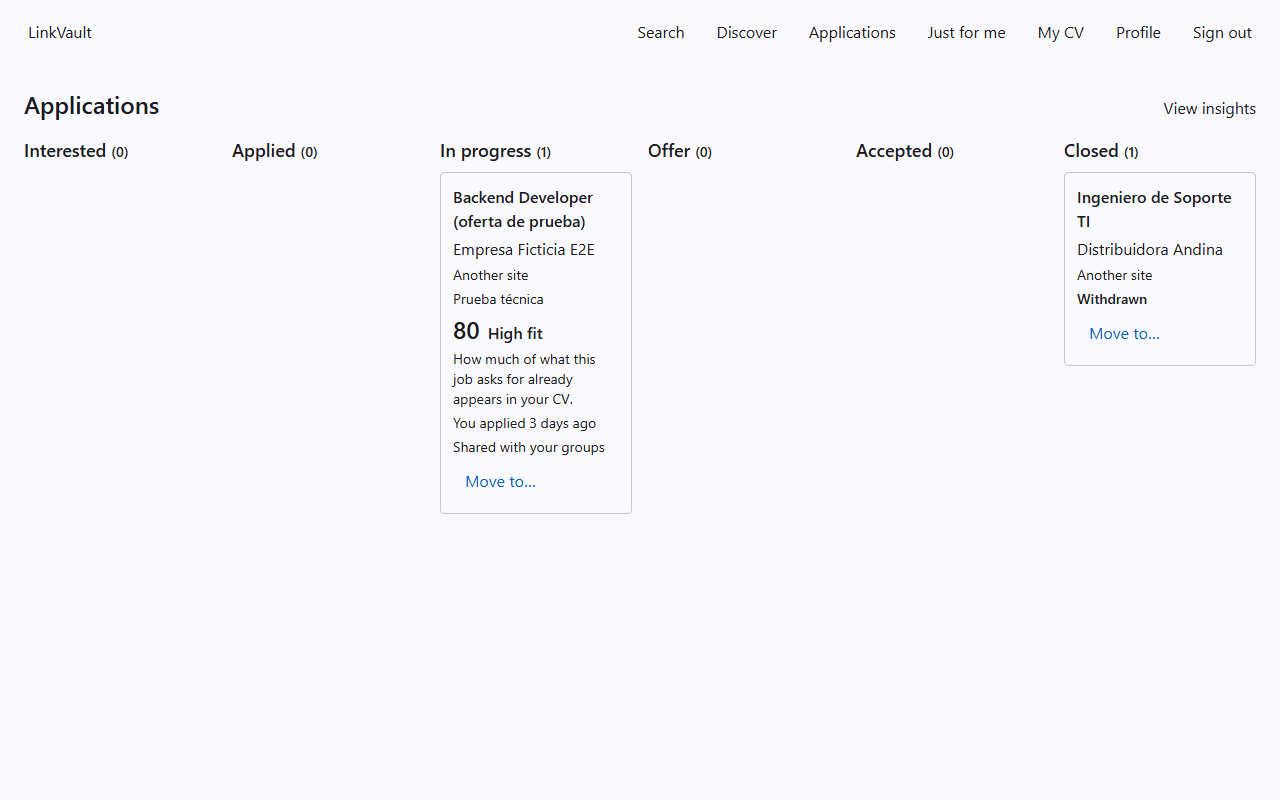 LinkVault
Search
Discover
Applications
Just for me
My CV
Profile
Sign out
Applications
View insights
Interested (0)
Applied (0)
In progress (1)
Backend Developer
(oferta de prueba)
Empresa Ficticia E2E
Another site
Prueba técnica
80 High fit
How much of what this
job asks for already
appears in your CV.
You applied 3 days ago
Shared with your groups
Move to...
Offer (0)
Accepted (0)
Closed (1)
Ingeniero de Soporte
TI
Distribuidora Andina
Another site
Withdrawn
Move to...